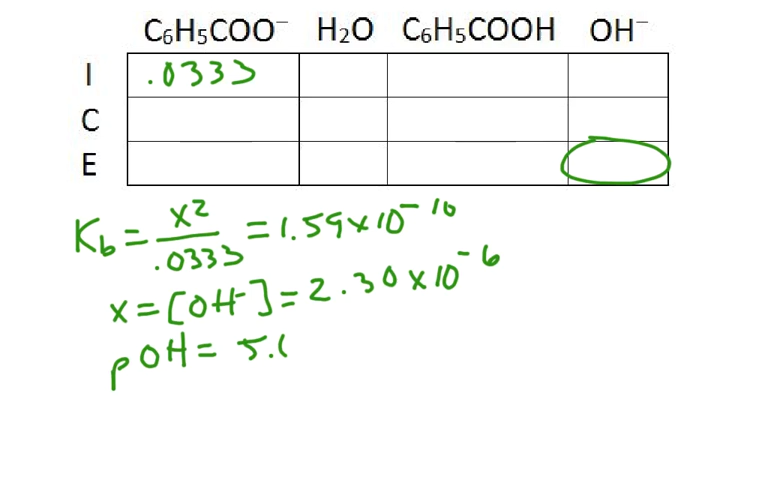 C₆H₅COO⁻ H₂O C₆H₅COOH OH⁻
I .0333
C
E
Kb = x² / .0333 = 1.59 x 10⁻¹⁰
x = [OH⁻] = 2.30 x 10⁻⁶
pOH = 5.